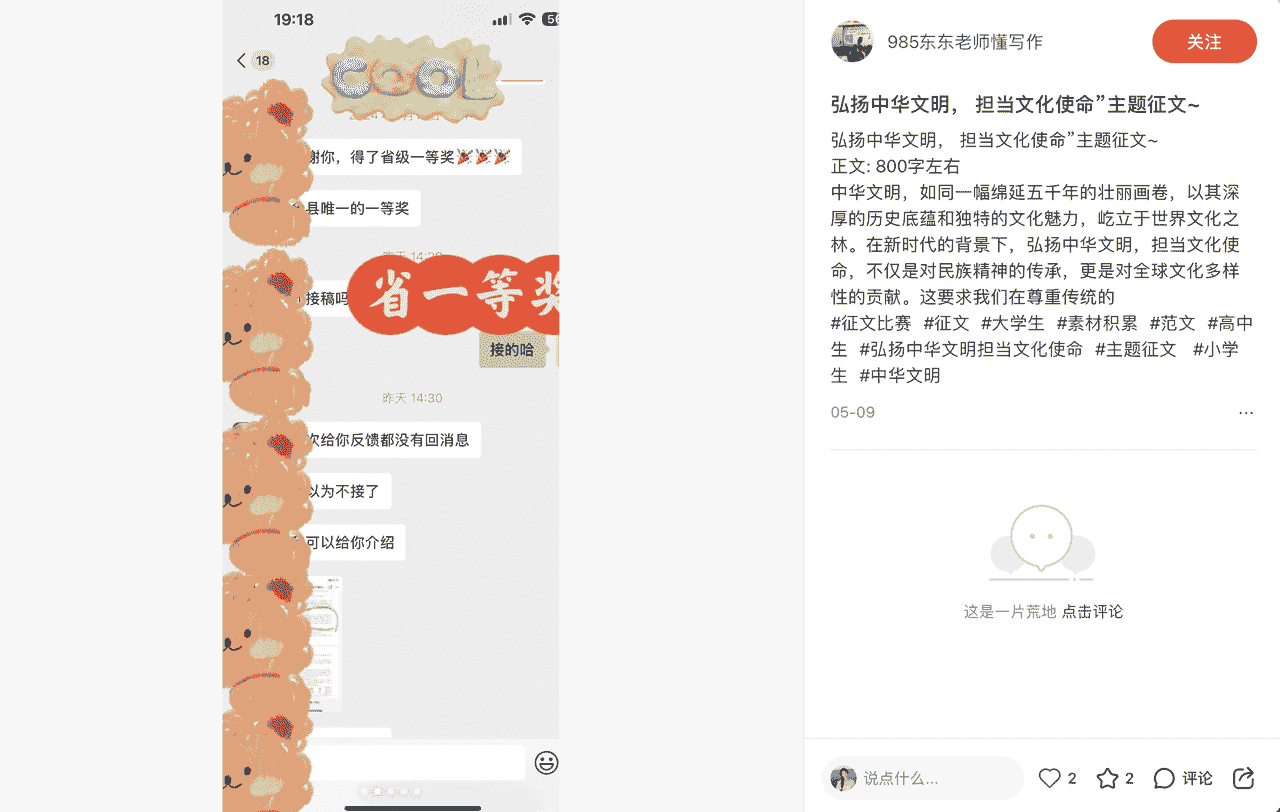 19:18
18
COOL
谢你，得了省级一等奖🎉🎉🎉
县唯一的一等奖
昨天 14:29
接稿吗
省一等奖
接的哈
昨天 14:30
次给你反馈都没有回消息
以为不接了
可以给你介绍
985东东老师懂写作
关注
弘扬中华文明， 担当文化使命”主题征文~
弘扬中华文明， 担当文化使命”主题征文~
正文: 800字左右
中华文明，如同一幅绵延五千年的壮丽画卷，以其深
厚的历史底蕴和独特的文化魅力，屹立于世界文化之
林。在新时代的背景下，弘扬中华文明，担当文化使
命，不仅是对民族精神的传承，更是对全球文化多样
性的贡献。这要求我们在尊重传统的
#征文比赛 #征文 #大学生 #素材积累 #范文 #高中
生 #弘扬中华文明担当文化使命 #主题征文 #小学
生 #中华文明
05-09
这是一片荒地 点击评论
说点什么...
2
2
评论